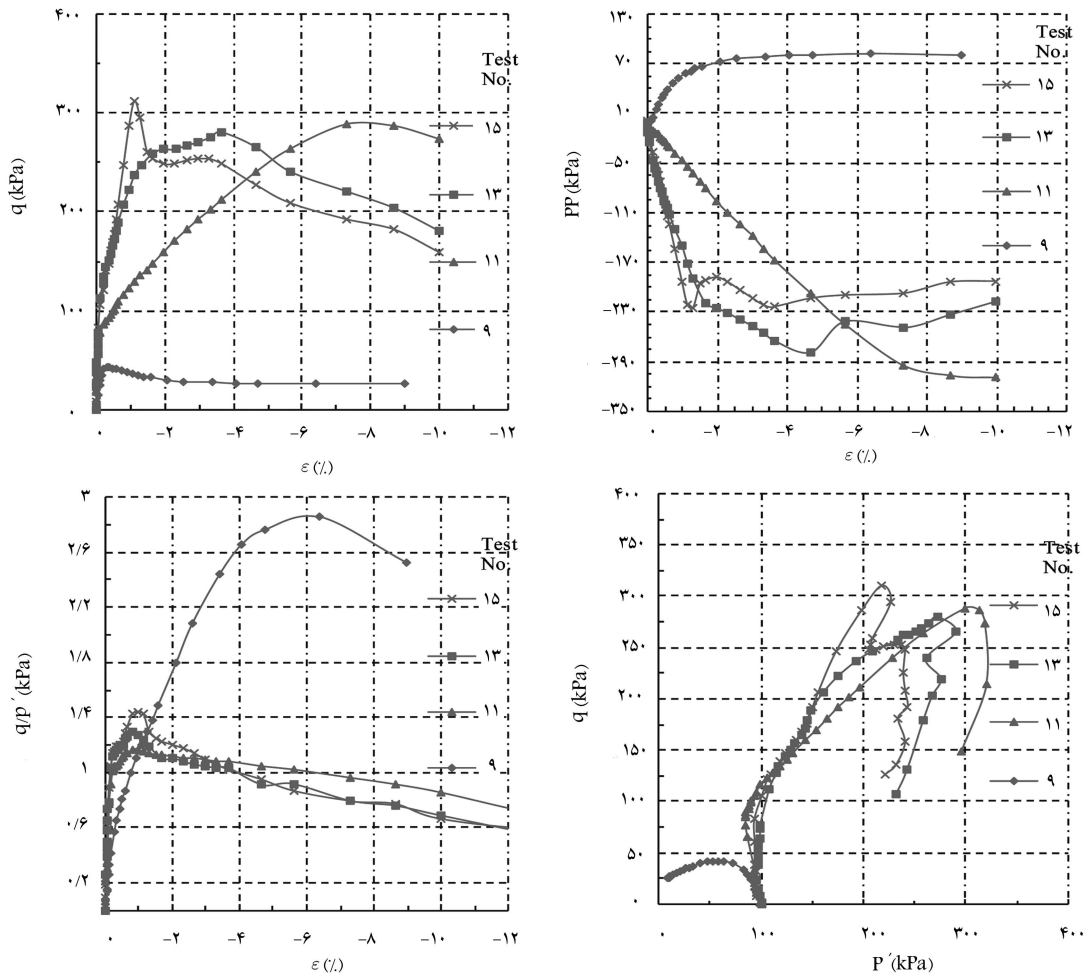 ۴۰۰
۳۰۰
۲۰۰
۱۰۰
۰
q (kPa)
Test
No.
۱۵
۱۳
۱۱
۹
۰ −۲ −۴ −۶ −۸ −۱۰ −۱۲
ε (٪)
۱۳۰
۷۰
۱۰
−۵۰
−۱۱۰
−۱۷۰
−۲۳۰
−۲۹۰
−۳۵۰
PP (kPa)
Test
No.
۱۵
۱۳
۱۱
۹
۰ −۲ −۴ −۶ −۸ −۱۰ −۱۲
ε (٪)
۳
۲/۶
۲/۲
۱/۸
۱/۴
۱
۰/۶
۰/۲
q/p′ (kPa)
Test
No.
۱۵
۱۳
۱۱
۹
۰ −۲ −۴ −۶ −۸ −۱۰ −۱۲
ε (٪)
۴۰۰
۳۵۰
۳۰۰
۲۵۰
۲۰۰
۱۵۰
۱۰۰
۵۰
۰
q (kPa)
Test
No.
۱۵
۱۳
۱۱
۹
۰ ۱۰۰ ۲۰۰ ۳۰۰ ۴۰۰
P′ (kPa)